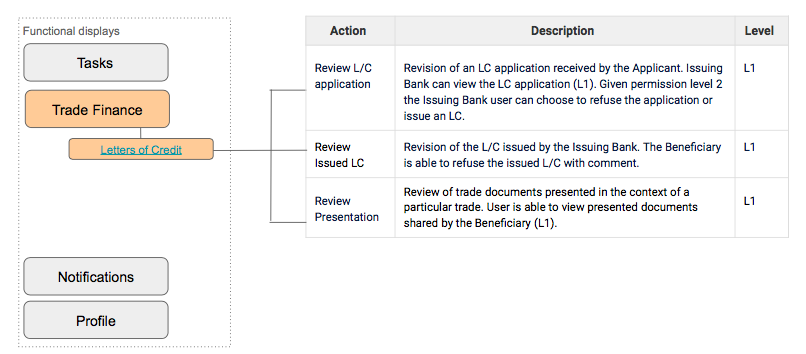 Functional displays
Tasks
Trade Finance
Letters of Credit
Notifications
Profile
Action Description Level
Review L/C
application
Revision of an LC application received by the Applicant. Issuing
Bank can view the LC application (L1). Given permission level 2
the Issuing Bank user can choose to refuse the application or
issue an LC.
L1
Review
Issued LC
Revision of the L/C issued by the Issuing Bank. The Beneficiary
is able to refuse the issued L/C with comment.
L1
Review
Presentation
Review of trade documents presented in the context of a
particular trade. User is able to view presented documents
shared by the Beneficiary (L1).
L1